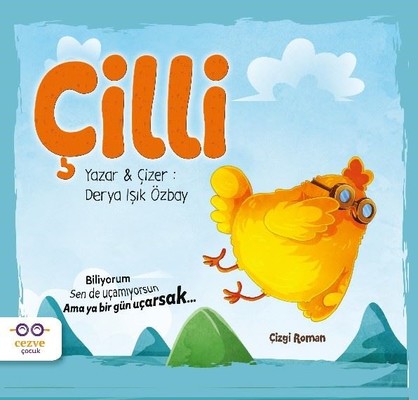 Çilli
Yazar & Çizer :
Derya Işık Özbay
Biliyorum
Sen de uçamıyorsun
Ama ya bir gün uçarsak...
Çizgi Roman
cezve
çocuk